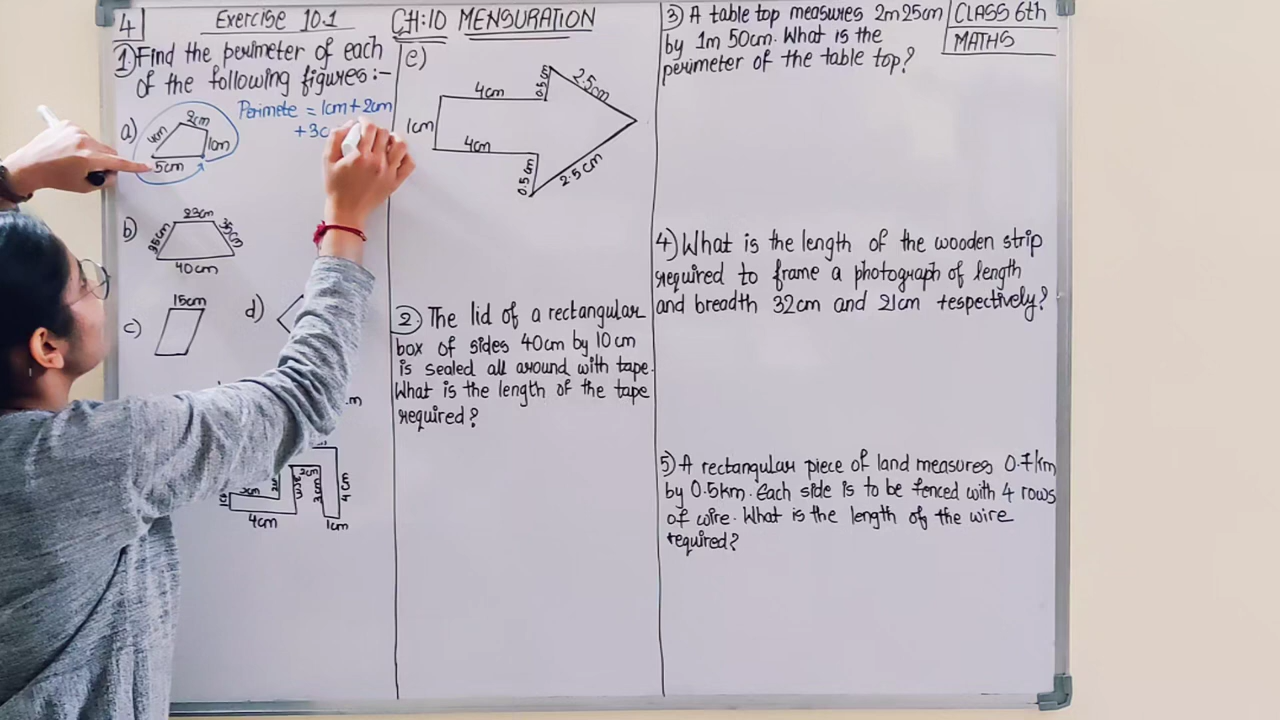 4
Exercise 10.1
CH:10 MENSURATION
CLASS 6th
MATHS
1) Find the perimeter of each
of the following figures:-
a)
2cm
4cm
1cm
5cm
Perimete = 1cm + 2cm
+3c
b)
23cm
35cm
35cm
40cm
c)
15cm
d)
m
2cm
3cm
4cm
4cm
1cm
e)
4cm
0.5cm
2.5cm
1cm
4cm
0.5cm
2.5cm
2. The lid of a rectangular
box of sides 40cm by 10cm
is sealed all around with tape.
What is the length of the tape
required?
3) A table top measures 2m 25cm
by 1m 50cm. What is the
perimeter of the table top?
4) What is the length of the wooden strip
required to frame a photograph of length
and breadth 32cm and 21cm respectively?
5) A rectangular piece of land measures 0.7km
by 0.5km. Each side is to be fenced with 4 rows
of wire. What is the length of the wire
required?